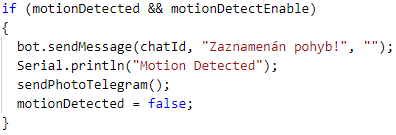 if (motionDetected && motionDetectEnable)
{
  bot.sendMessage(chatId, "Zaznamenán pohyb!", "");
  Serial.println("Motion Detected");
  sendPhotoTelegram();
  motionDetected = false;
}